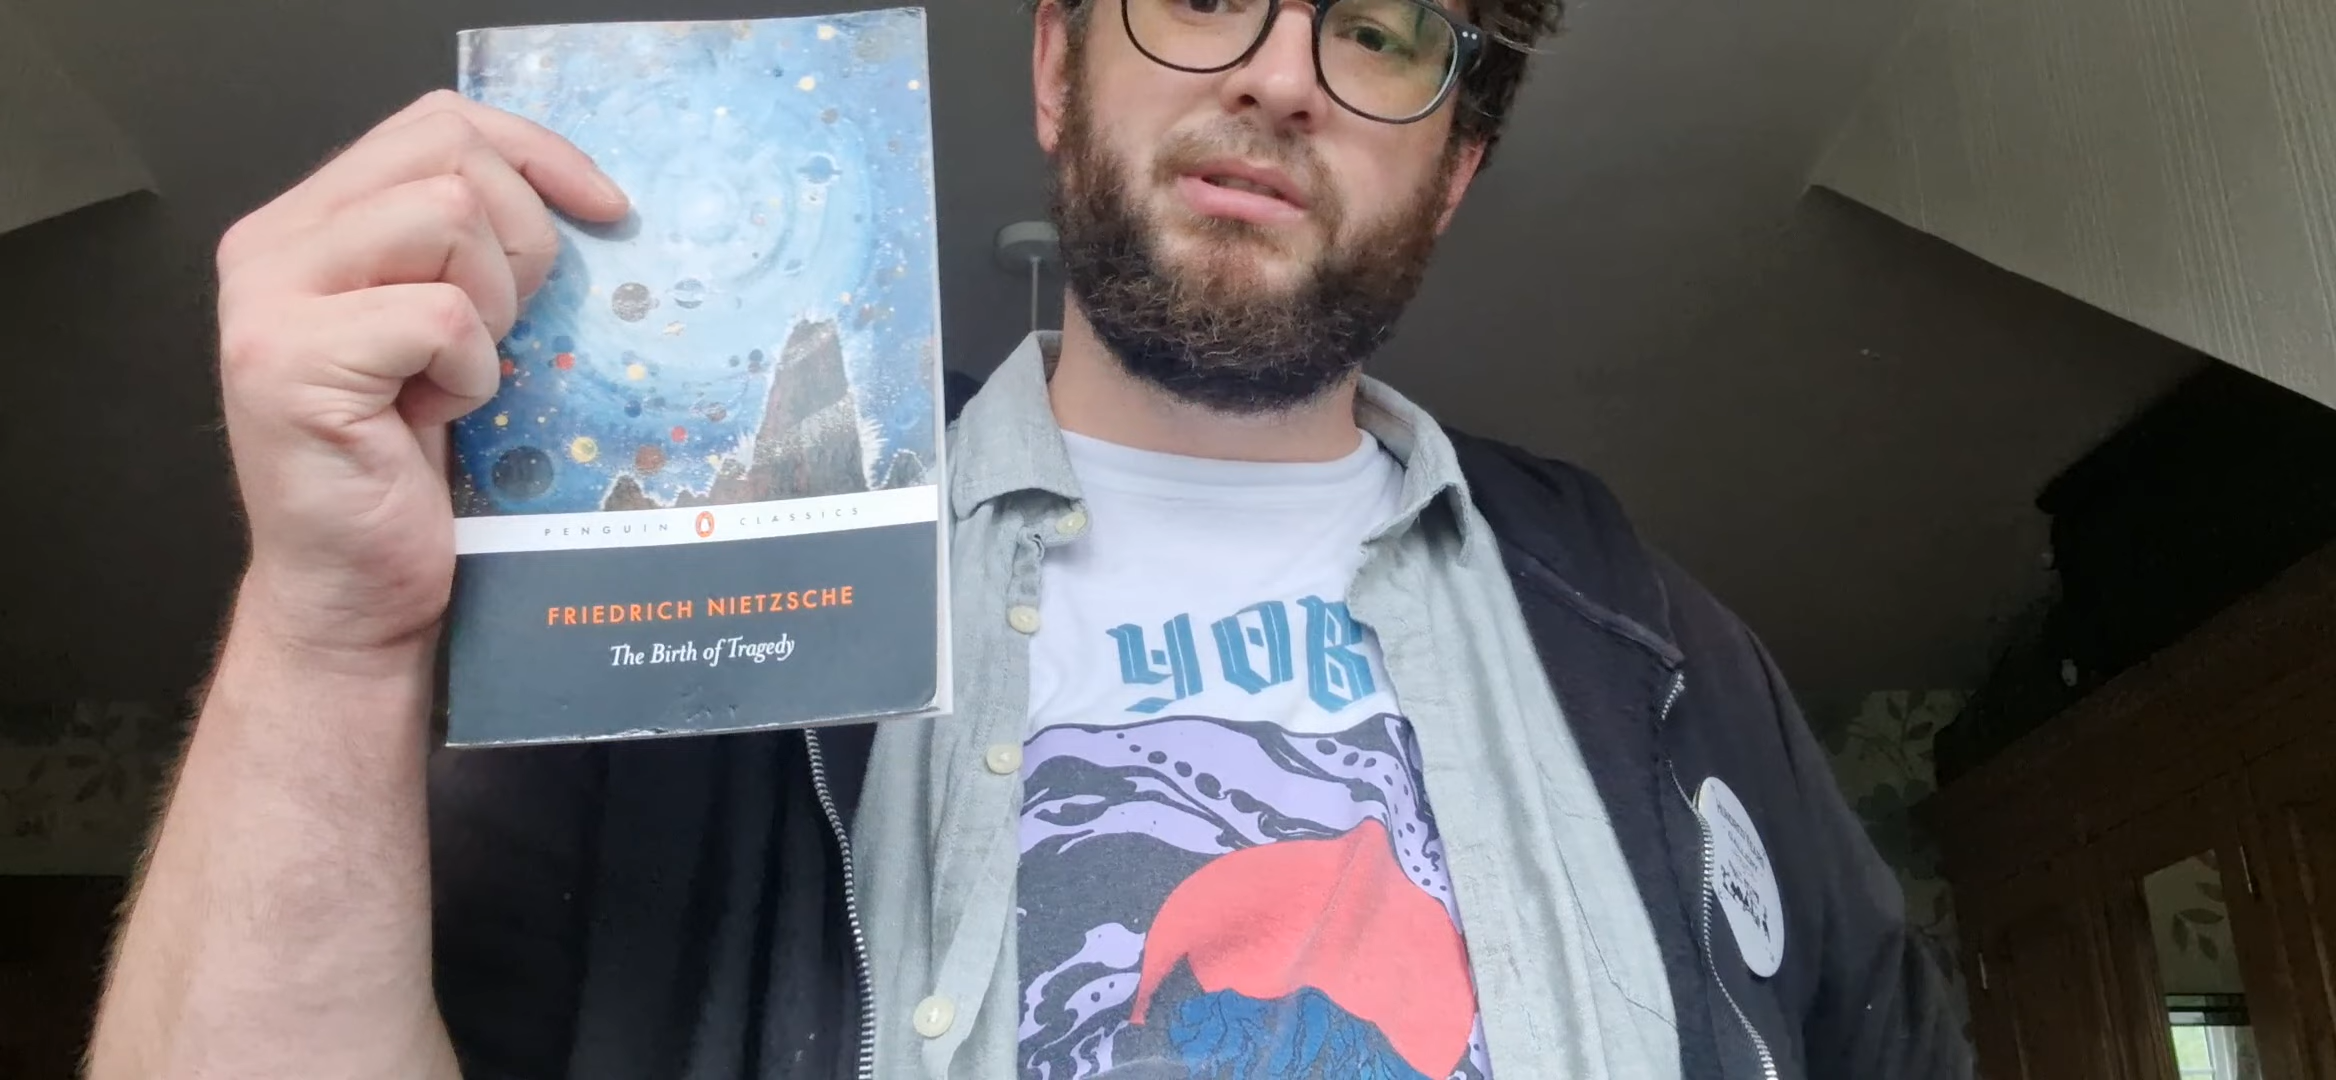 PENGUIN CLASSICS
FRIEDRICH NIETZSCHE
The Birth of Tragedy
YOB